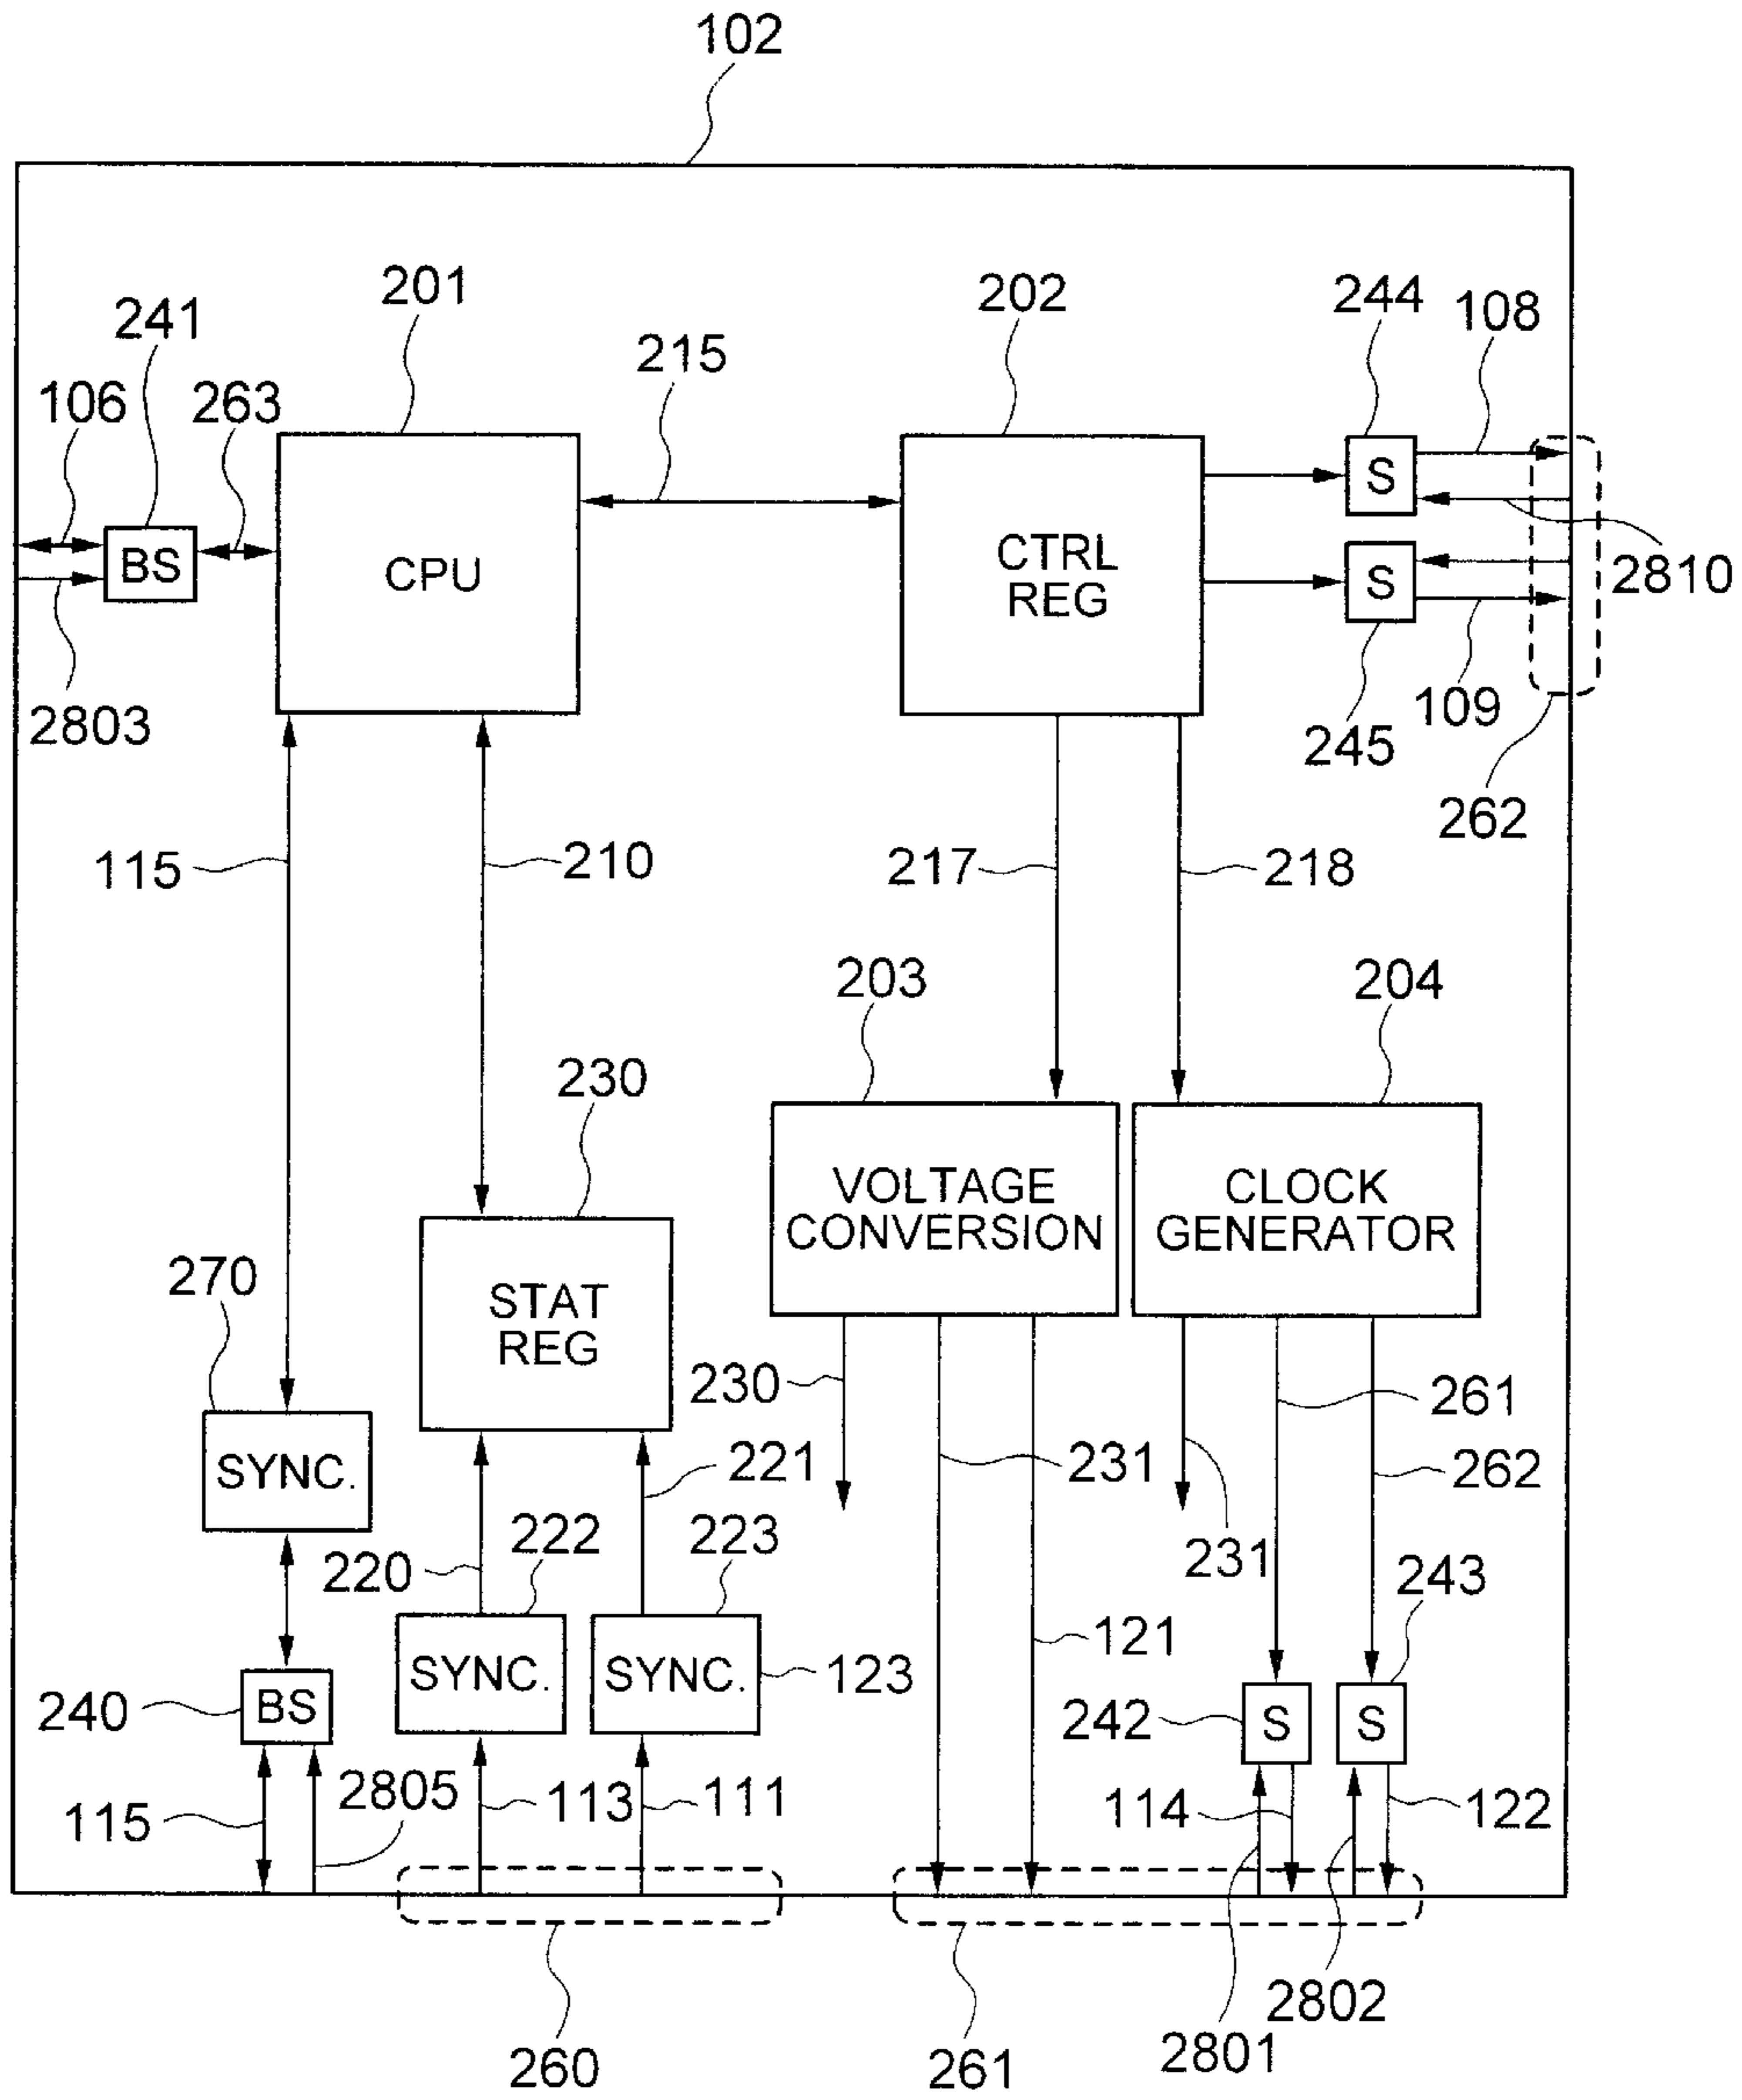 102
201
202
244
108
241
215
106
263
BS
CPU
CTRL
REG
S
S
2810
2803
109
245
262
115
210
217
218
203
204
230
VOLTAGE
CONVERSION
CLOCK
GENERATOR
270
STAT
REG
230
261
SYNC.
221
231
262
222
223
220
231
243
SYNC.
SYNC.
123
121
240
BS
242
S
S
2805
115
113
111
114
122
2802
2801
260
261